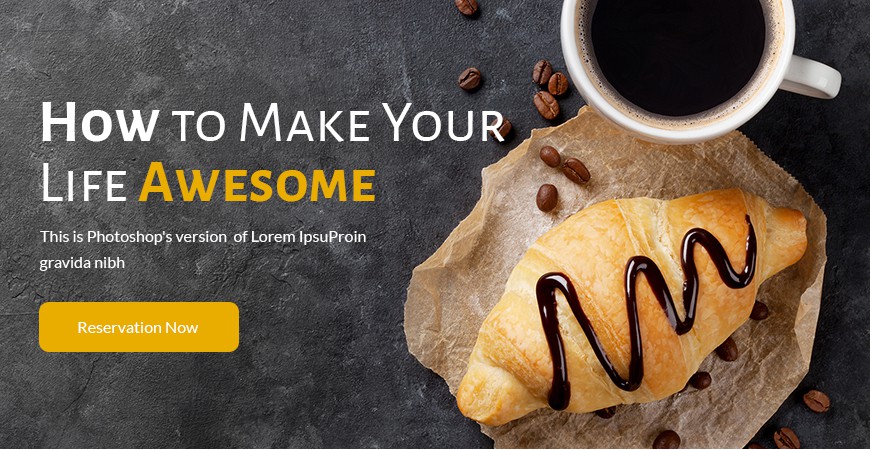 How to Make Your
Life Awesome
This is Photoshop's version  of Lorem IpsuProin
gravida nibh
Reservation Now